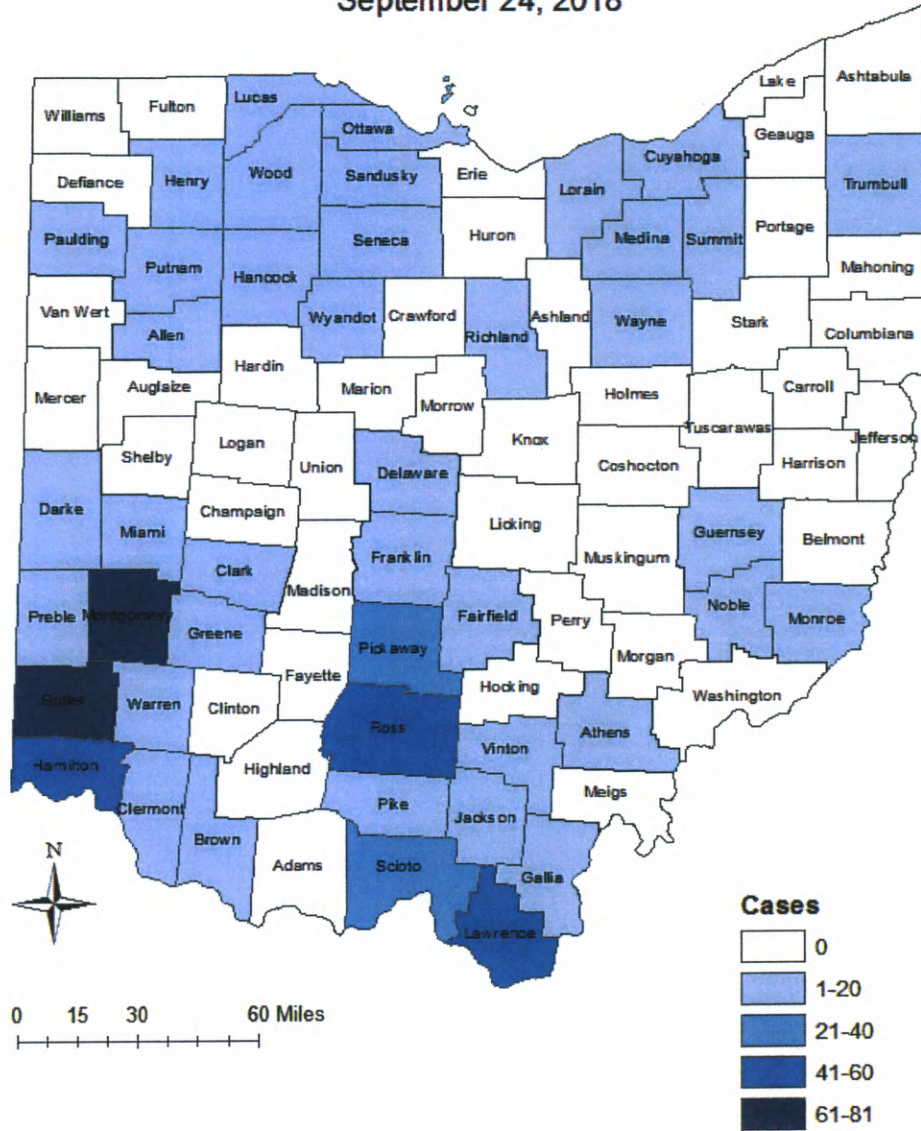 September 24, 2018
Lake
Ashtabula
Williams
Fulton
Lucas
Ottawa
Geauga
Cuyahoga
Defiance
Henry
Wood
Sandusky
Erie
Lorain
Trumbull
Paulding
Putnam
Hancock
Seneca
Huron
Medina
Summit
Portage
Mahoning
Van Wert
Allen
Wyandot
Crawford
Richland
Ashland
Wayne
Stark
Columbiana
Mercer
Auglaize
Hardin
Marion
Morrow
Holmes
Carroll
Tuscarawas
Jefferson
Shelby
Logan
Union
Knox
Coshocton
Harrison
Darke
Miami
Champaign
Delaware
Licking
Muskingum
Guernsey
Belmont
Clark
Madison
Franklin
Preble
Montgomery
Greene
Pickaway
Fairfield
Perry
Noble
Monroe
Morgan
Butler
Warren
Clinton
Fayette
Ross
Hocking
Washington
Hamilton
Highland
Vinton
Athens
Clermont
Brown
Pike
Jackson
Meigs
Adams
Scioto
Gallia
Lawrence
N
0 15 30 60 Miles
Cases
0
1-20
21-40
41-60
61-81